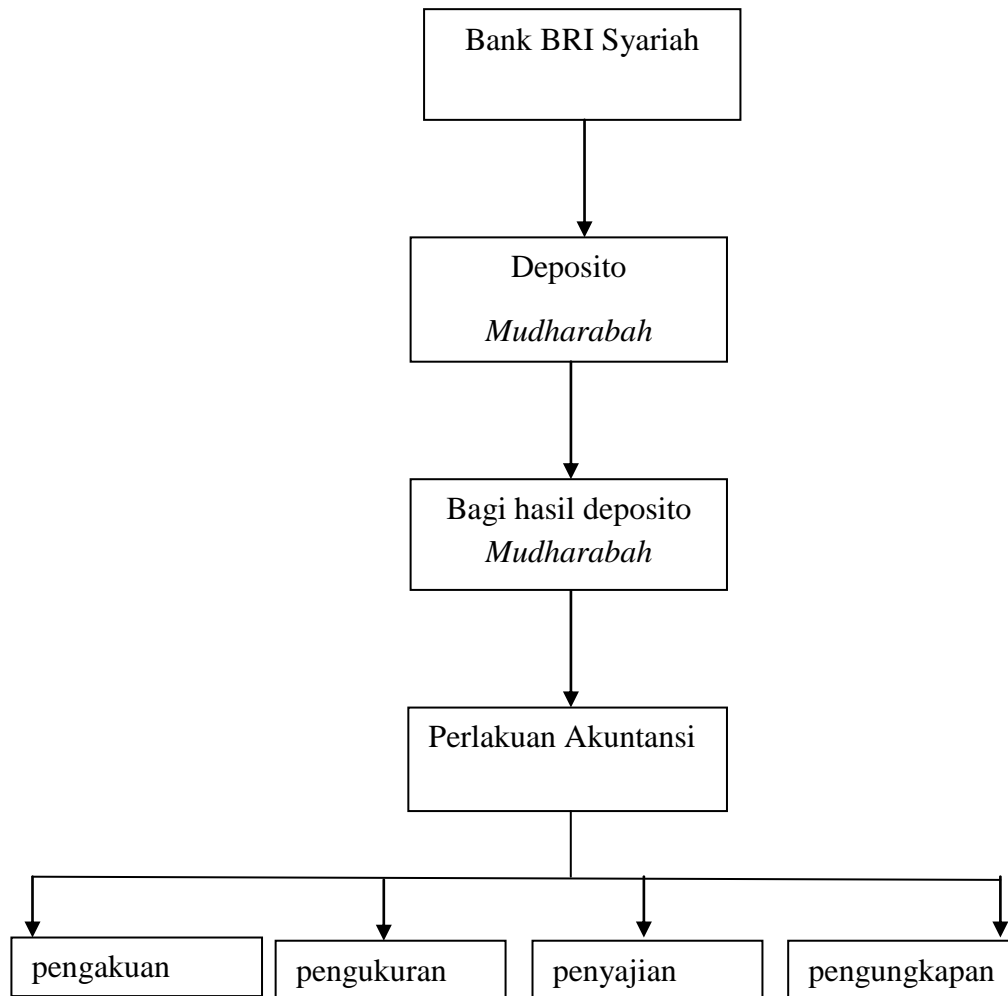 Bank BRI Syariah
Deposito
Mudharabah
Bagi hasil deposito
Mudharabah
Perlakuan Akuntansi
pengakuan
pengukuran
penyajian
pengungkapan